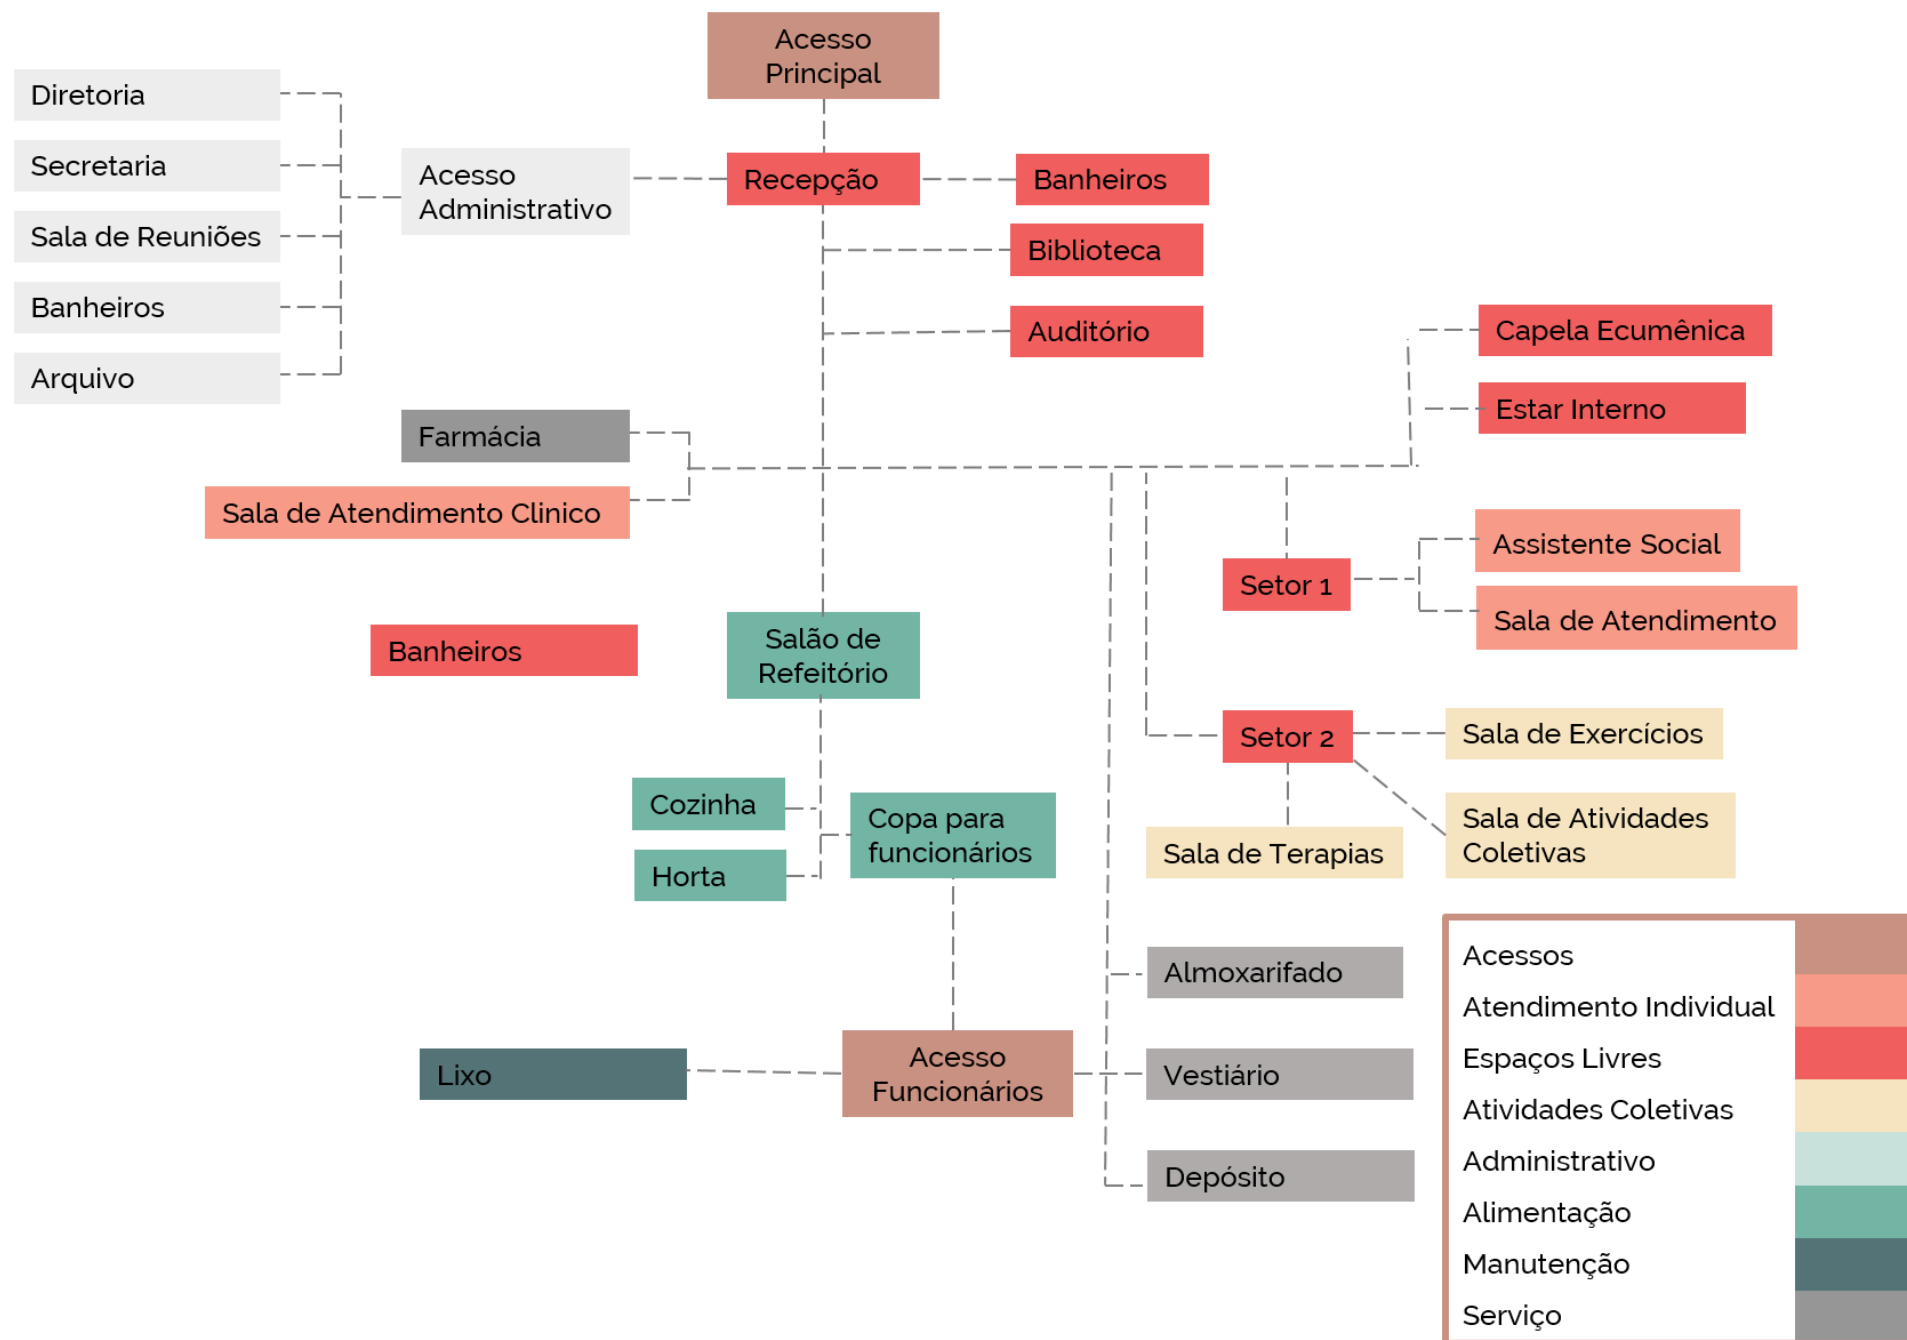 Acesso
Principal
Diretoria
Secretaria
Sala de Reuniões
Banheiros
Arquivo
Acesso
Administrativo
Recepção
Banheiros
Biblioteca
Auditório
Capela Ecumênica
Estar Interno
Farmácia
Sala de Atendimento Clinico
Setor 1
Assistente Social
Sala de Atendimento
Banheiros
Salão de
Refeitório
Setor 2
Sala de Exercícios
Sala de Atividades
Coletivas
Sala de Terapias
Cozinha
Horta
Copa para
funcionários
Almoxarifado
Lixo
Acesso
Funcionários
Vestiário
Depósito
Acessos
Atendimento Individual
Espaços Livres
Atividades Coletivas
Administrativo
Alimentação
Manutenção
Serviço